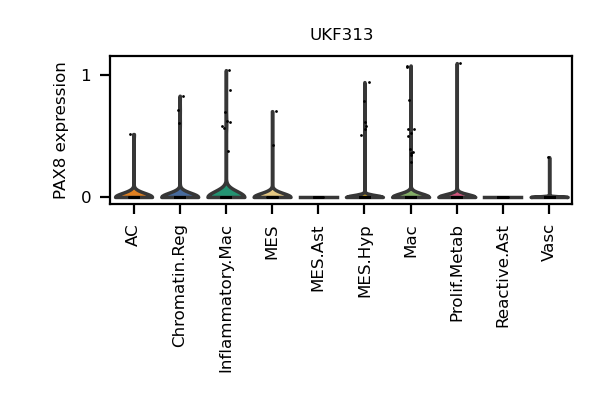 UKF313
PAX8 expression
1
0
AC
Chromatin.Reg
Inflammatory.Mac
MES
MES.Ast
MES.Hyp
Mac
Prolif.Metab
Reactive.Ast
Vasc